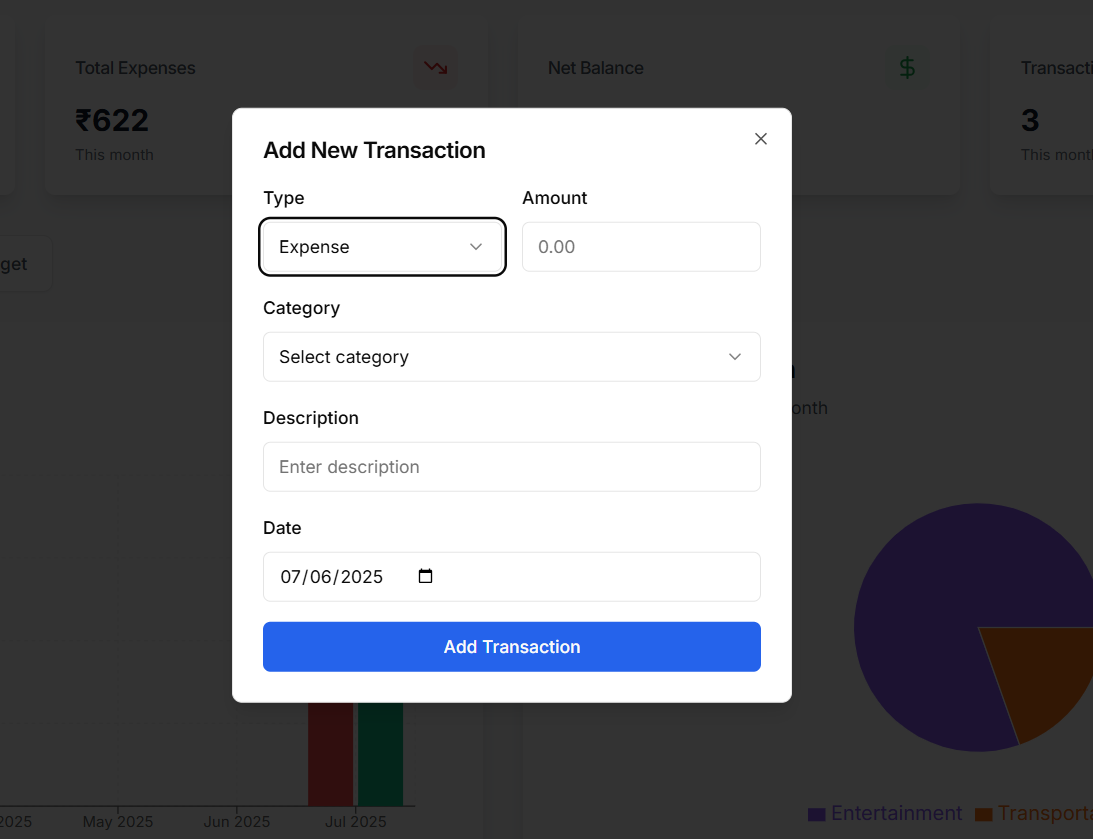 Total Expenses
Net Balance
$
Transacti
₹622
3
This month
This mont
Add New Transaction
Type
Amount
Expense
0.00
get
Category
Select category
onth
Description
Enter description
Date
07/06/2025
Add Transaction
2025
May 2025
Jun 2025
Jul 2025
Entertainment
Transporta